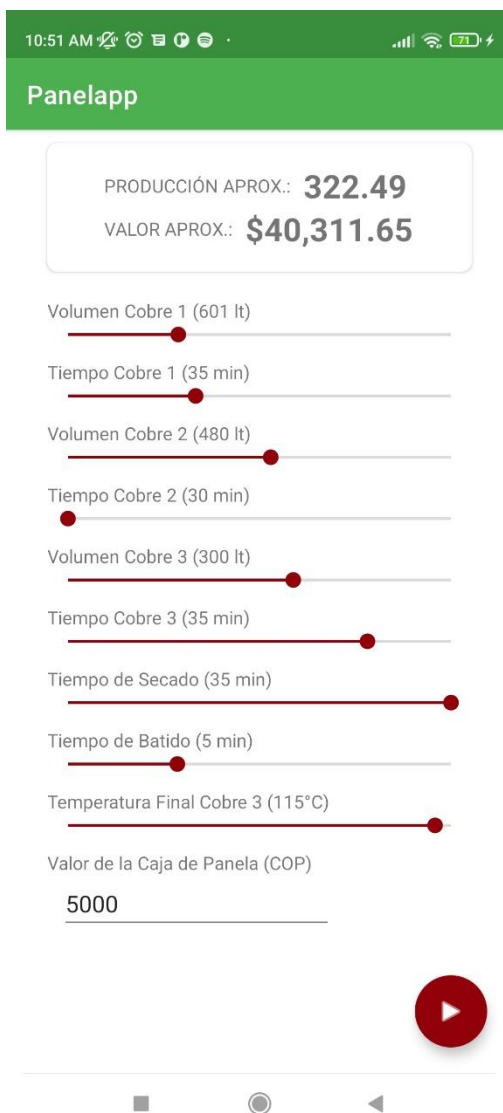 10:51 AM
71
Panelapp
PRODUCCIÓN APROX.: 322.49
VALOR APROX.: $40,311.65
Volumen Cobre 1 (601 lt)
Tiempo Cobre 1 (35 min)
Volumen Cobre 2 (480 lt)
Tiempo Cobre 2 (30 min)
Volumen Cobre 3 (300 lt)
Tiempo Cobre 3 (35 min)
Tiempo de Secado (35 min)
Tiempo de Batido (5 min)
Temperatura Final Cobre 3 (115°C)
Valor de la Caja de Panela (COP)
5000